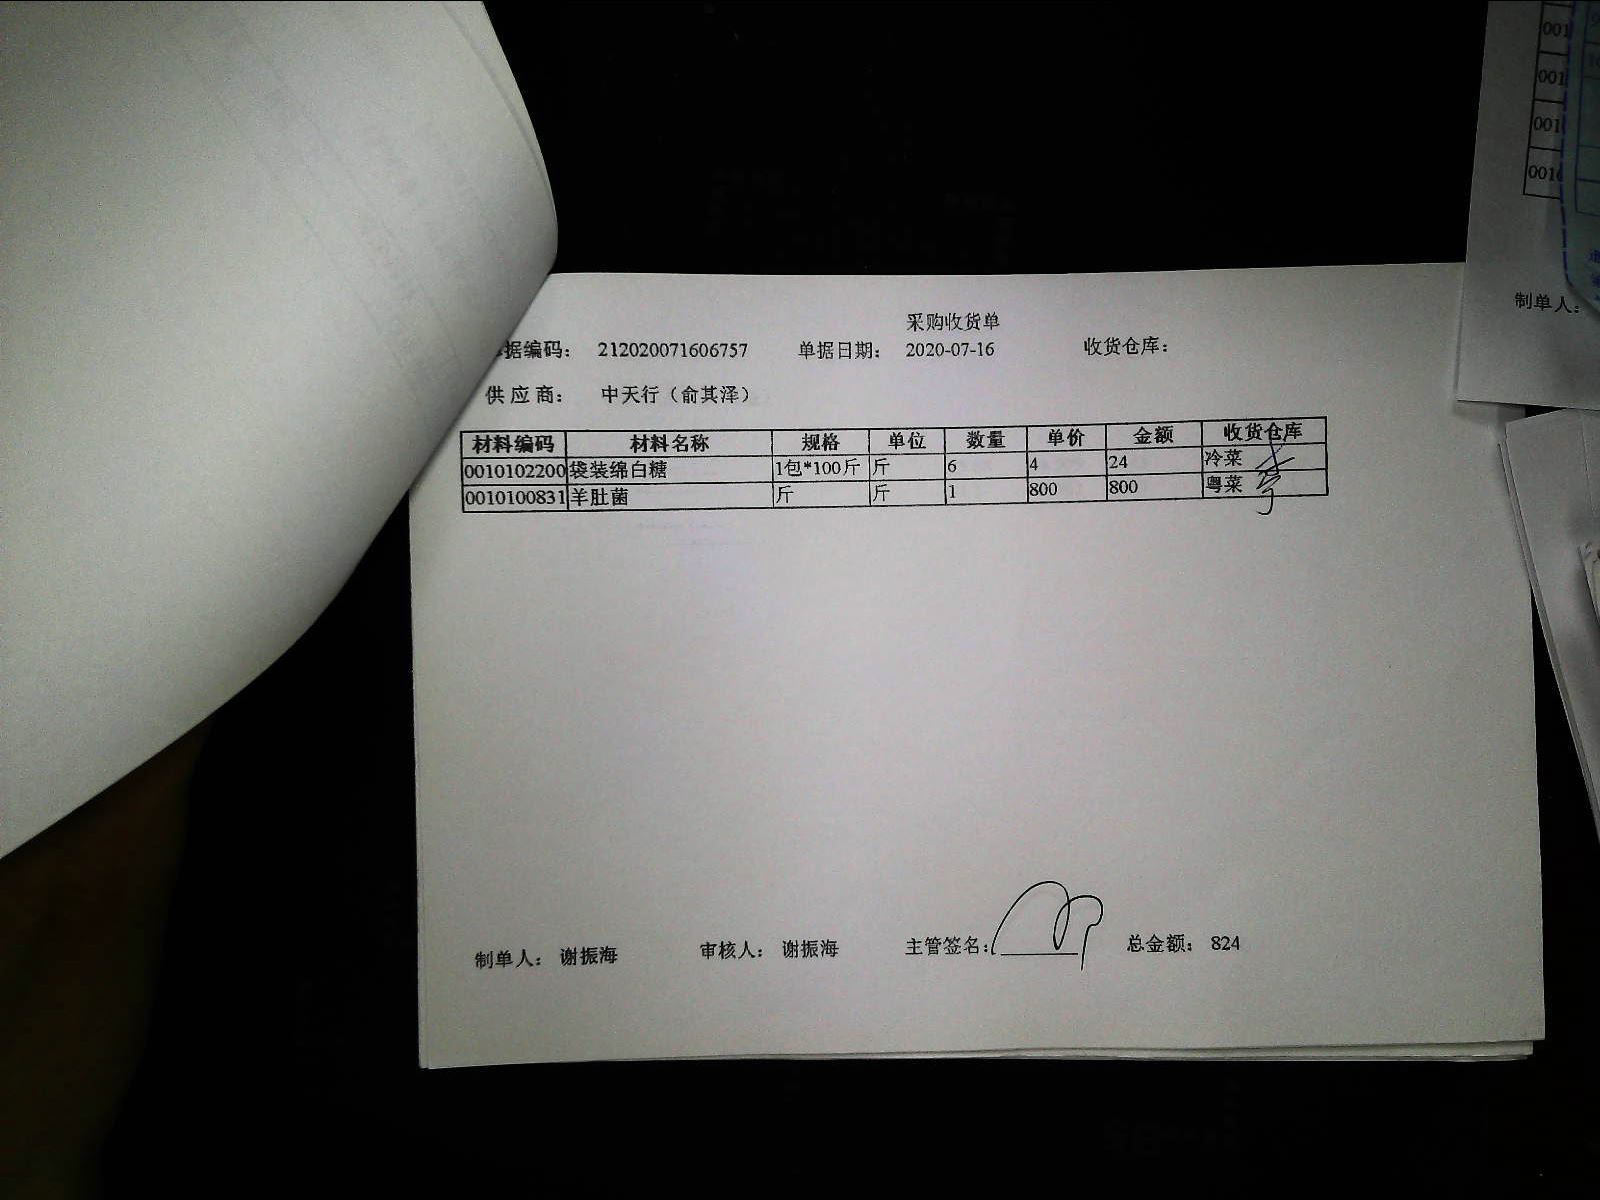 采购收货单
据编码： 212020071606757 单据日期： 2020-07-16 收货仓库：
供应商： 中天行（俞其泽）
材料编码 材料名称 规格 单位 数量 单价 金额 收货仓库
0010102200 袋装绵白糖 1包*100斤 斤 6 4 24 冷菜
0010100831 羊肚菌 斤 斤 1 800 800 粤菜
制单人： 谢振海 审核人： 谢振海 主管签名： 总金额： 824
001
001
001
001
制单人：